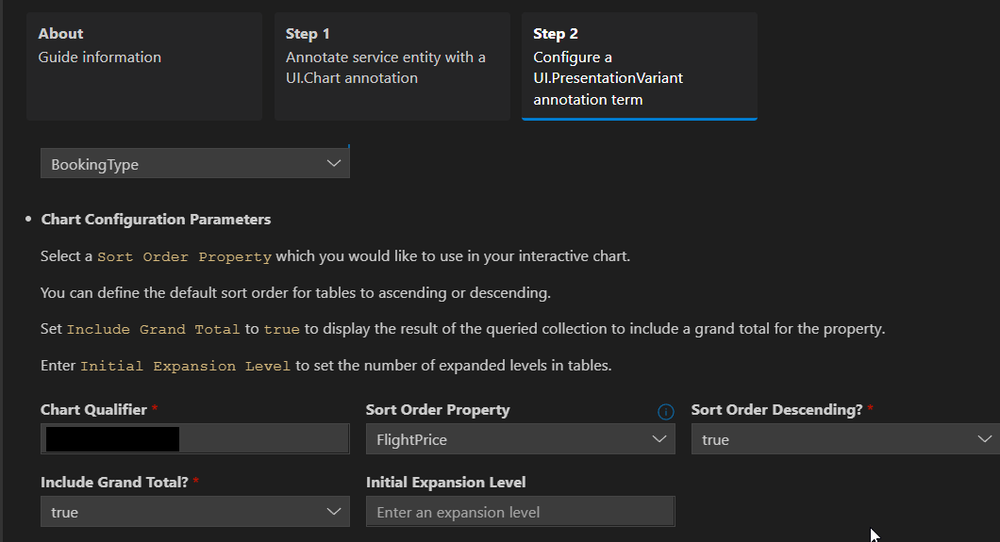 About
Guide information
Step 1
Annotate service entity with a
UI.Chart annotation
Step 2
Configure a
UI.PresentationVariant
annotation term
BookingType
• Chart Configuration Parameters
Select a Sort Order Property which you would like to use in your interactive chart.
You can define the default sort order for tables to ascending or descending.
Set Include Grand Total to true to display the result of the queried collection to include a grand total for the property.
Enter Initial Expansion Level to set the number of expanded levels in tables.
Chart Qualifier *
Sort Order Property
Sort Order Descending? *
FlightPrice
true
Include Grand Total? *
Initial Expansion Level
true
Enter an expansion level